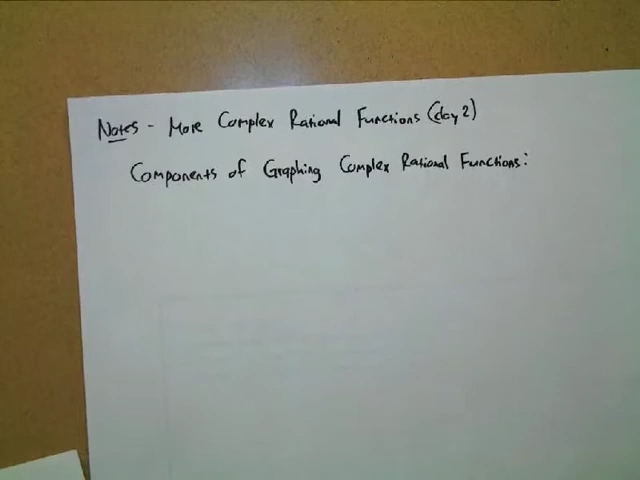 Notes - More Complex Rational Functions (day 2)
Components of Graphing Complex Rational Functions: